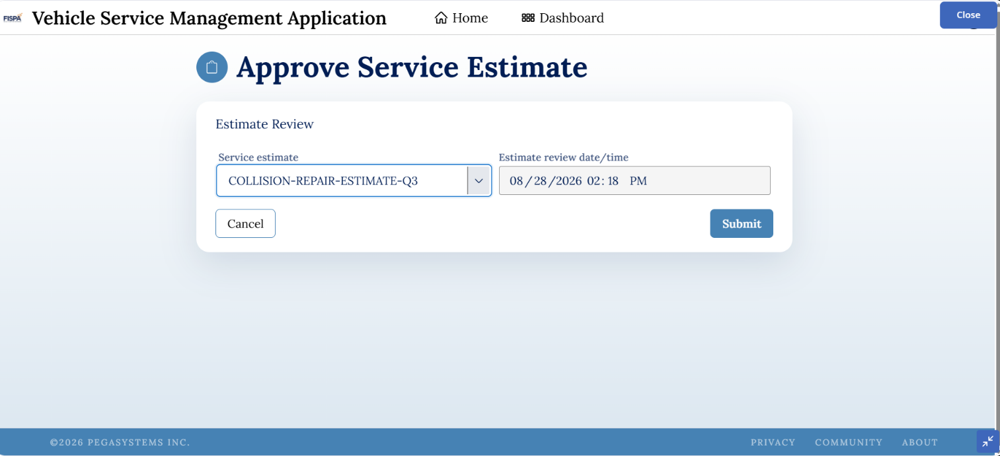 FISPA Vehicle Service Management Application Home Dashboard Close
Approve Service Estimate
Estimate Review
Service estimate Estimate review date/time
COLLISION-REPAIR-ESTIMATE-Q3 08/28/2026 02:18 PM
Cancel Submit
©2026 PEGASYSTEMS INC. PRIVACY COMMUNITY ABOUT